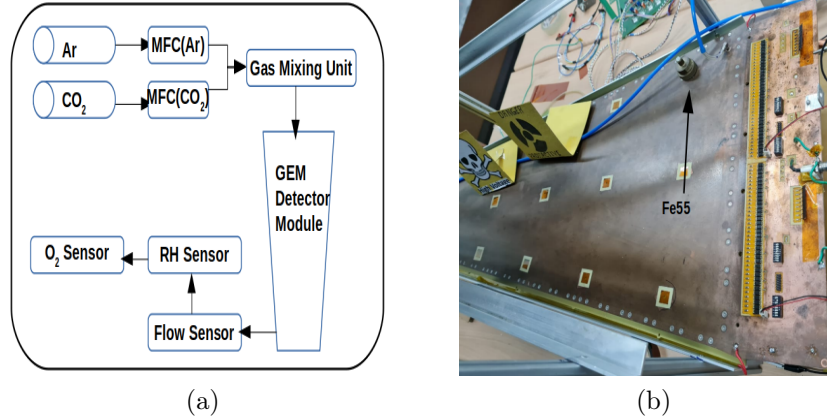 Ar
MFC(Ar)
CO₂
MFC(CO₂)
Gas Mixing Unit
GEM
Detector
Module
O₂ Sensor
RH Sensor
Flow Sensor
Fe55
(a)
(b)